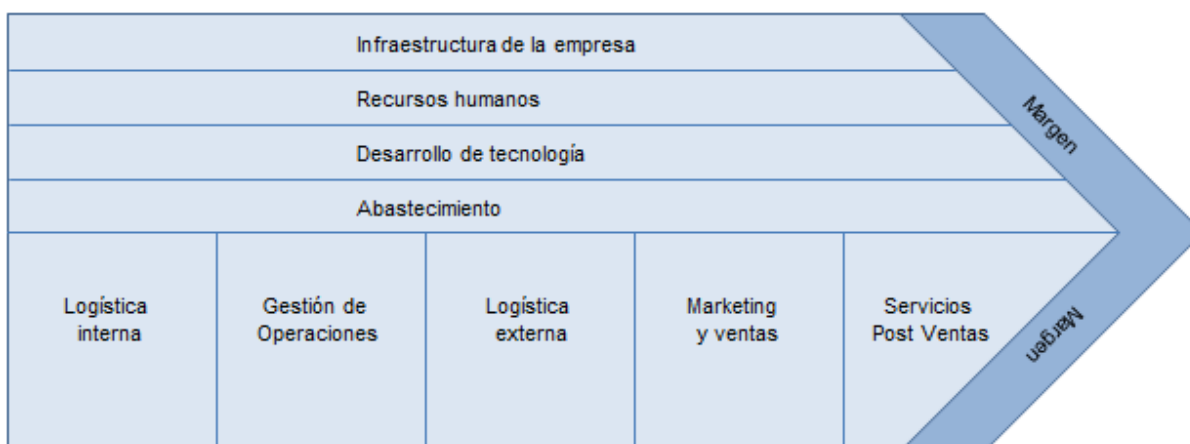 Infraestructura de la empresa
Recursos humanos
Desarrollo de tecnología
Abastecimiento
Margen
Logística
interna
Gestión de
Operaciones
Logística
externa
Marketing
y ventas
Servicios
Post Ventas
Margen